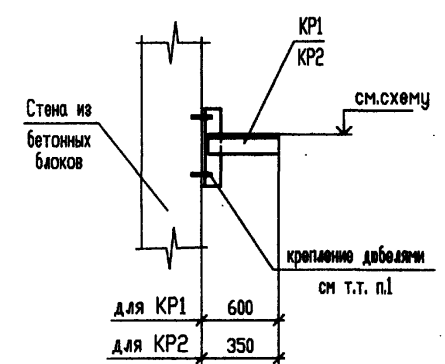 КР1
КР2
см.схему
Стена из
бетонных
блоков
крепление дюбелями
см т.т. п.1
для КР1 600
для КР2 350